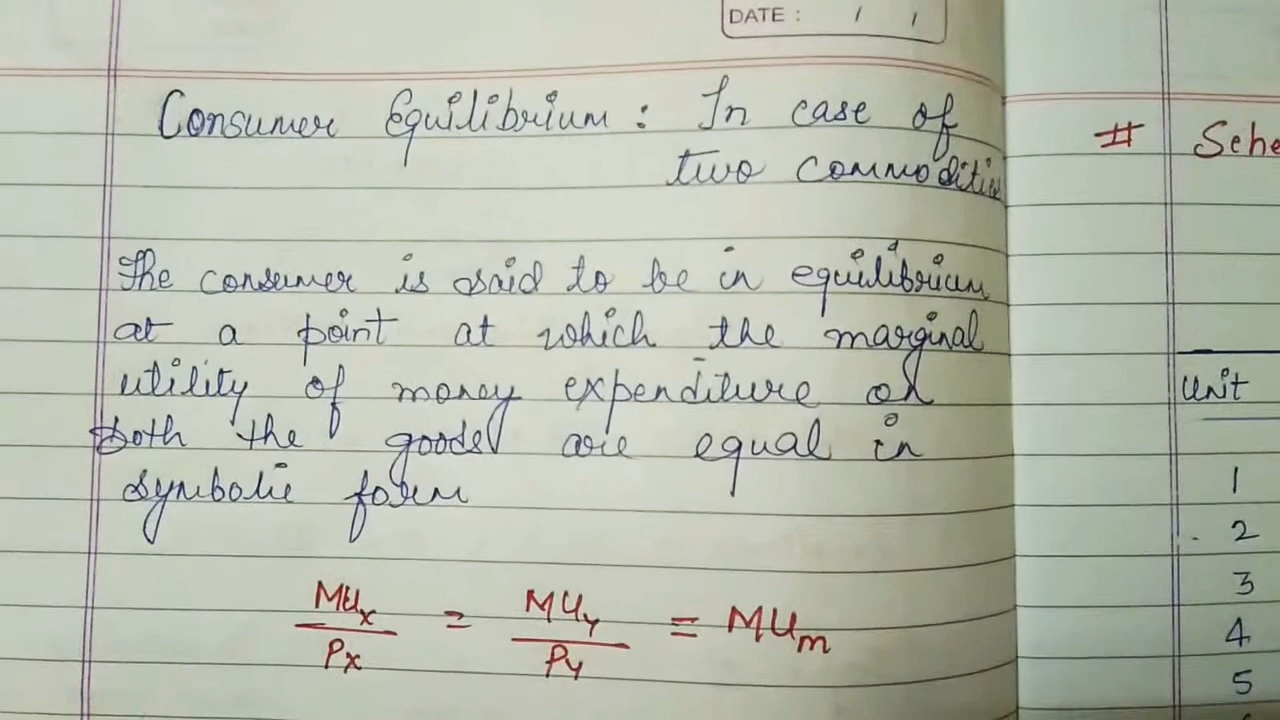 DATE : / /
Consumer Equilibrium : In case of
two commodities
The consumer is said to be in equilibrium
at a point at which the marginal
utility of money expenditure on
both the goods are equal in
symbolic form
MUx / Px = MUy / Py = MUm
# Sche
Unit
1
2
3
4
5